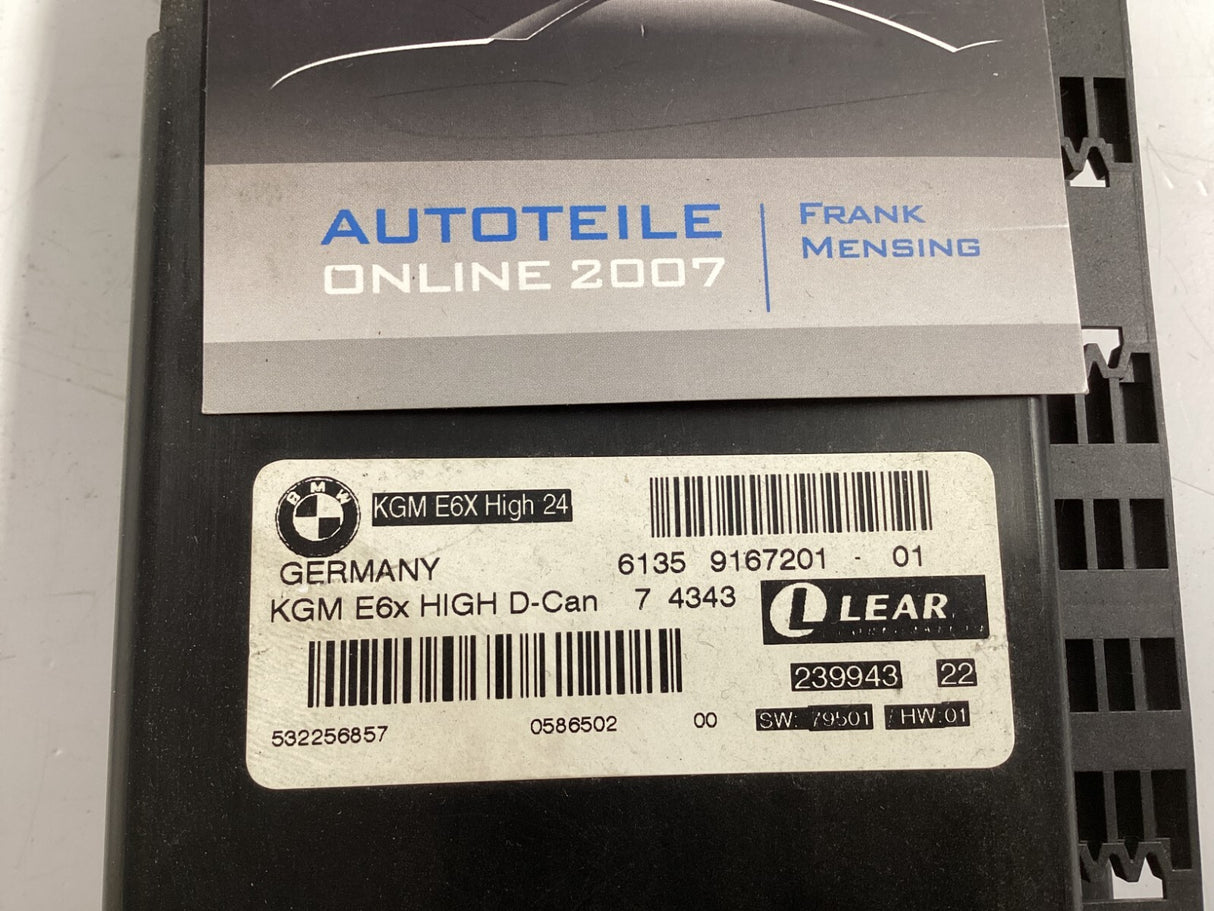 AUTOTEILE
ONLINE 2007
FRANK
MENSING
BMW
KGM E6X High 24
GERMANY
6135 9167201 - 01
KGM E6x HIGH D-Can 7 4343
LEAR
239943 22
532256857 0586502 00
SW: 79501 HW:01